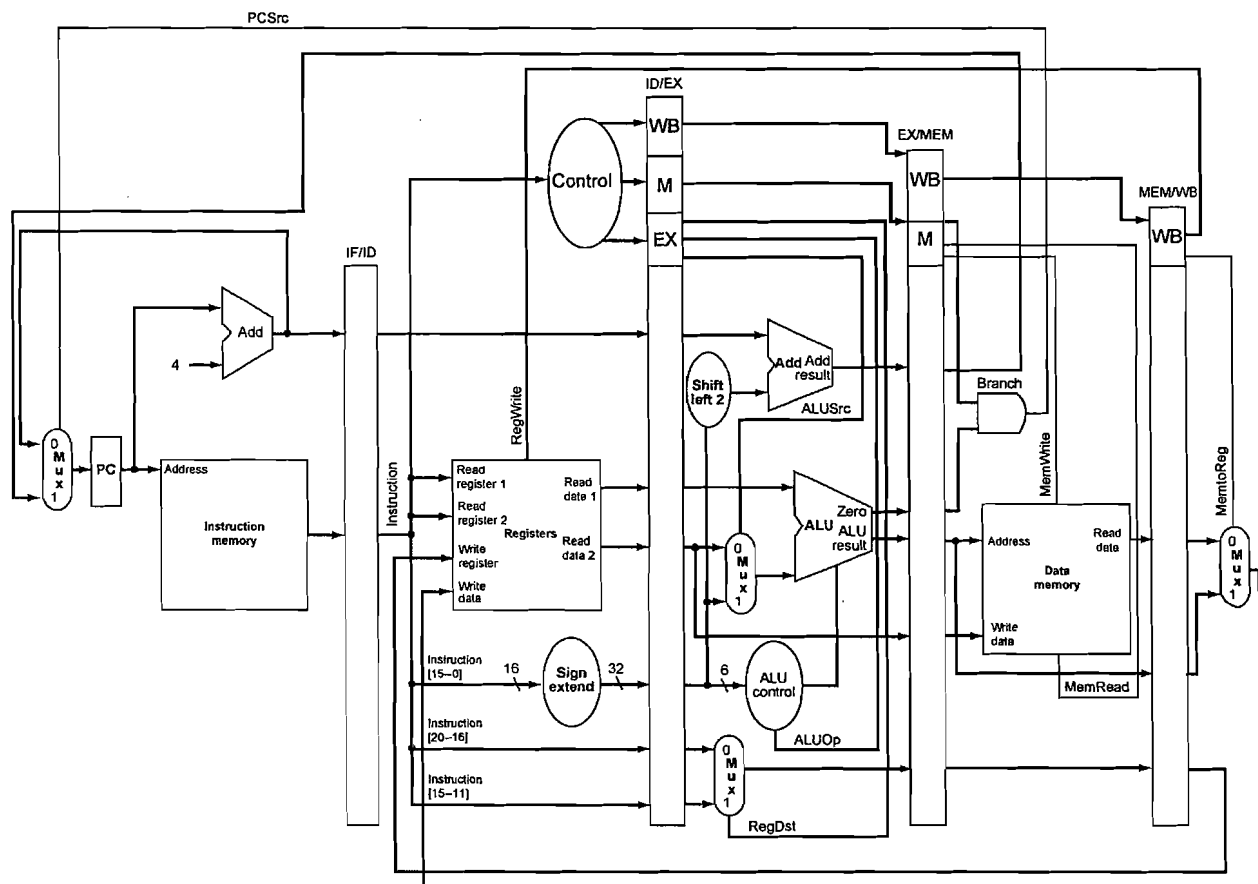 PCSrc
ID/EX
WB
EX/MEM
Control
M
WB
MEM/WB
EX
M
WB
IF/ID
Add
4
Shift
left 2
Add
Add
result
Branch
ALUSrc
RegWrite
MemWrite
MemtoReg
0
M
u
x
1
PC
Address
Instruction
memory
Instruction
Read
register 1
Read
register 2
Write
register
Write
data
Registers
Read
data 1
Read
data 2
0
M
u
x
1
ALU
Zero
ALU
result
Address
Read
data
Data
memory
Write
data
0
M
u
x
1
Instruction
[15–0]
16
Sign
extend
32
6
ALU
control
MemRead
Instruction
[20–16]
ALUOp
0
M
u
x
1
Instruction
[15–11]
RegDst